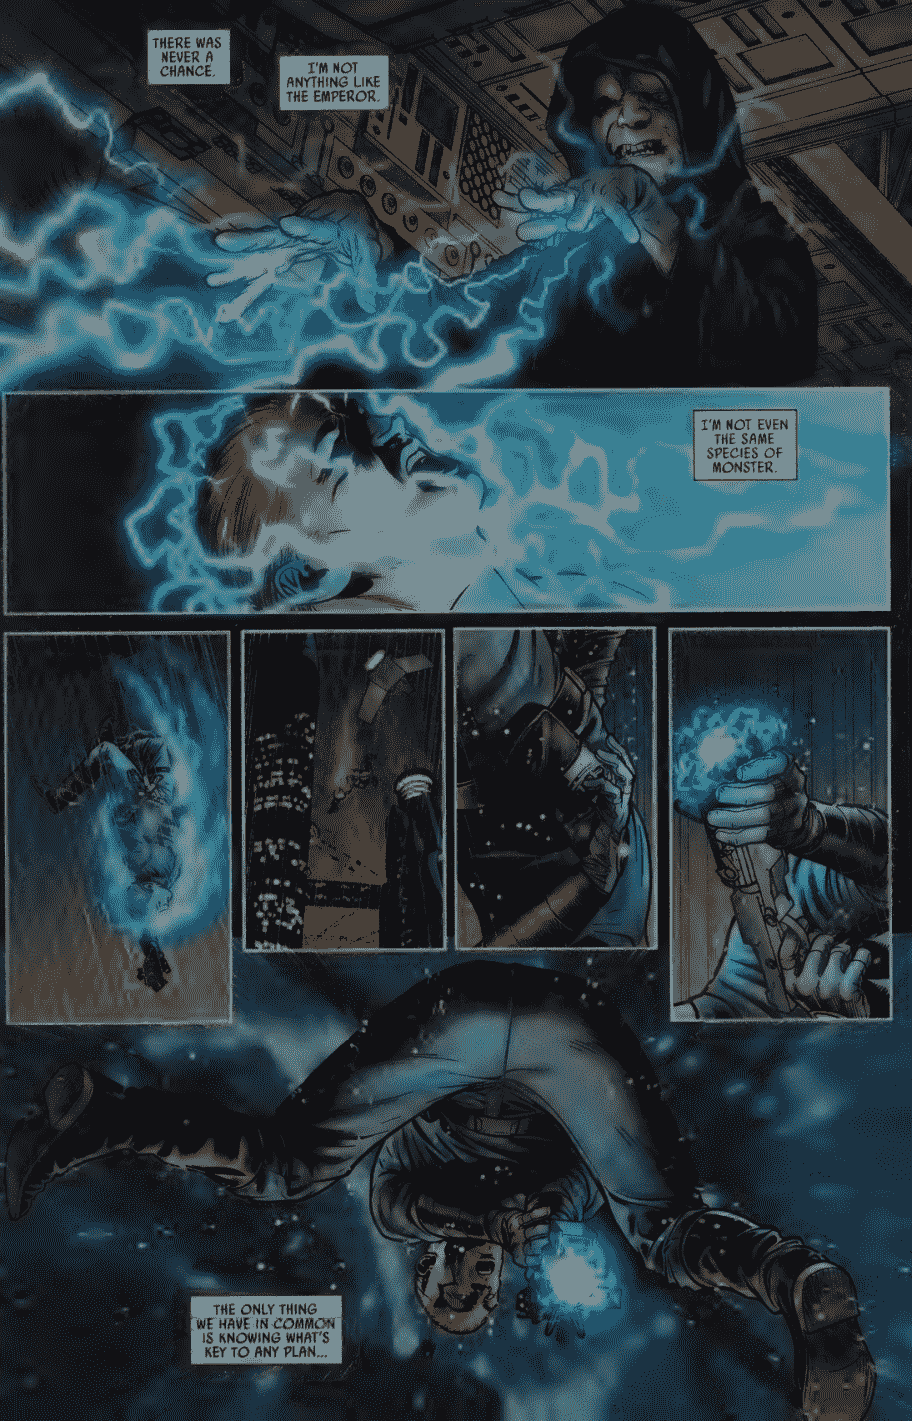 THERE WAS
NEVER A
CHANCE.
I'M NOT
ANYTHING LIKE
THE EMPEROR.
I'M NOT EVEN
THE SAME
SPECIES OF
MONSTER.
THE ONLY THING
WE HAVE IN COMMON
IS KNOWING WHAT'S
KEY TO ANY PLAN...